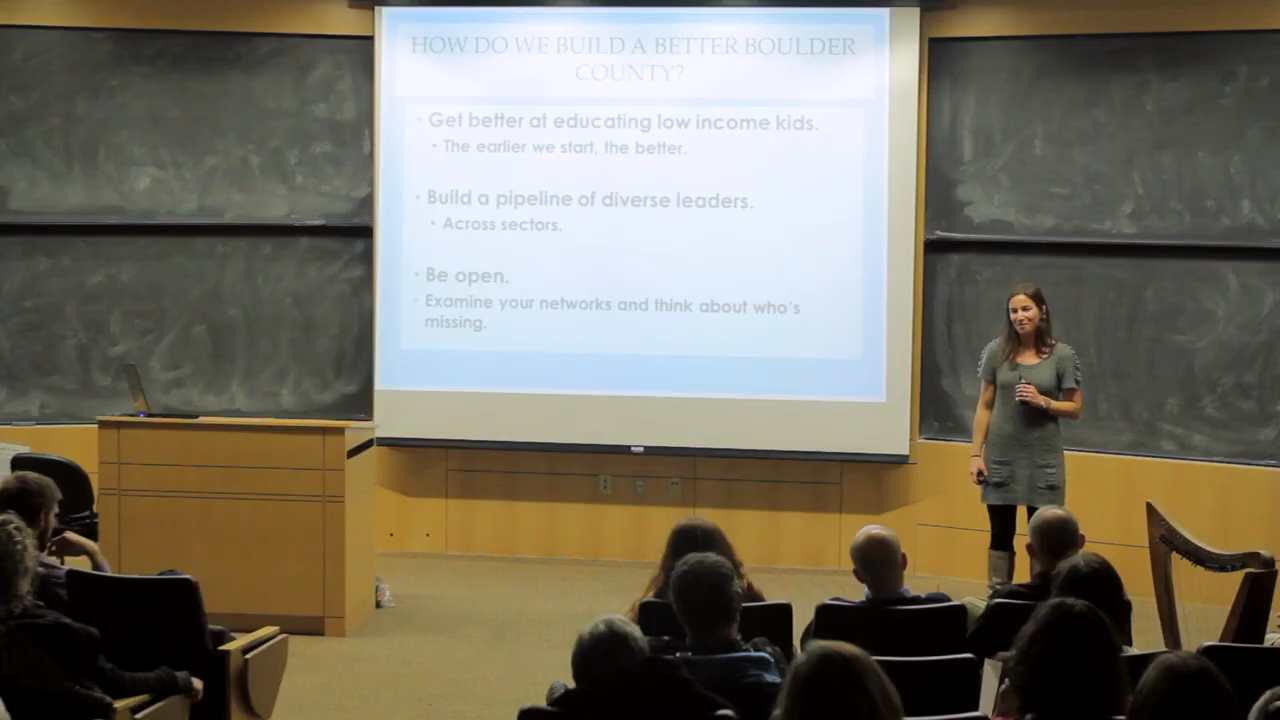 HOW DO WE BUILD A BETTER BOULDER
COUNTY?
• Get better at educating low income kids.
• The earlier we start, the better.
• Build a pipeline of diverse leaders.
• Across sectors.
• Be open.
• Examine your networks and think about who's
missing.